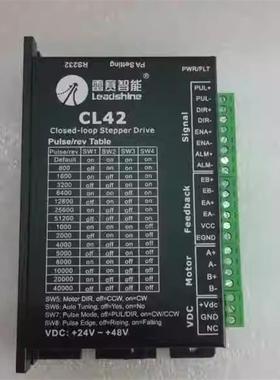 RS232
PA Setting
PWR/FLT
雷赛智能
Leadshine
CL42
Closed-loop Stepper Drive
Pulse/rev Table
Pulse/rev SW1 SW2 SW3 SW4
Default on on on on
800 off on on on
1600 on off on on
3200 off off on on
6400 on on off on
12800 off on off on
25600 on off off on
51200 off off off on
1000 on on on off
2000 off on on off
4000 on off on off
5000 off off on off
8000 on on off off
10000 off on off off
20000 on off off off
40000 off off off off
SW5: Motor DIR, off=CCW, on=CW
SW6: Auto Tuning, off=Yes, on=No
SW7: Pulse Mode, off=PUL/DIR, on=CW/CCW
SW8: Pulse Edge, off=Rising, on=Falling
VDC: +24V ~ +48V
Signal
PUL+
PUL-
DIR+
DIR-
ENA+
ENA-
ALM+
ALM-
Feedback
EB+
EB-
EA+
EA-
VCC
EGND
Motor
A+
A-
B+
B-
VDC
+Vdc
GND
NC